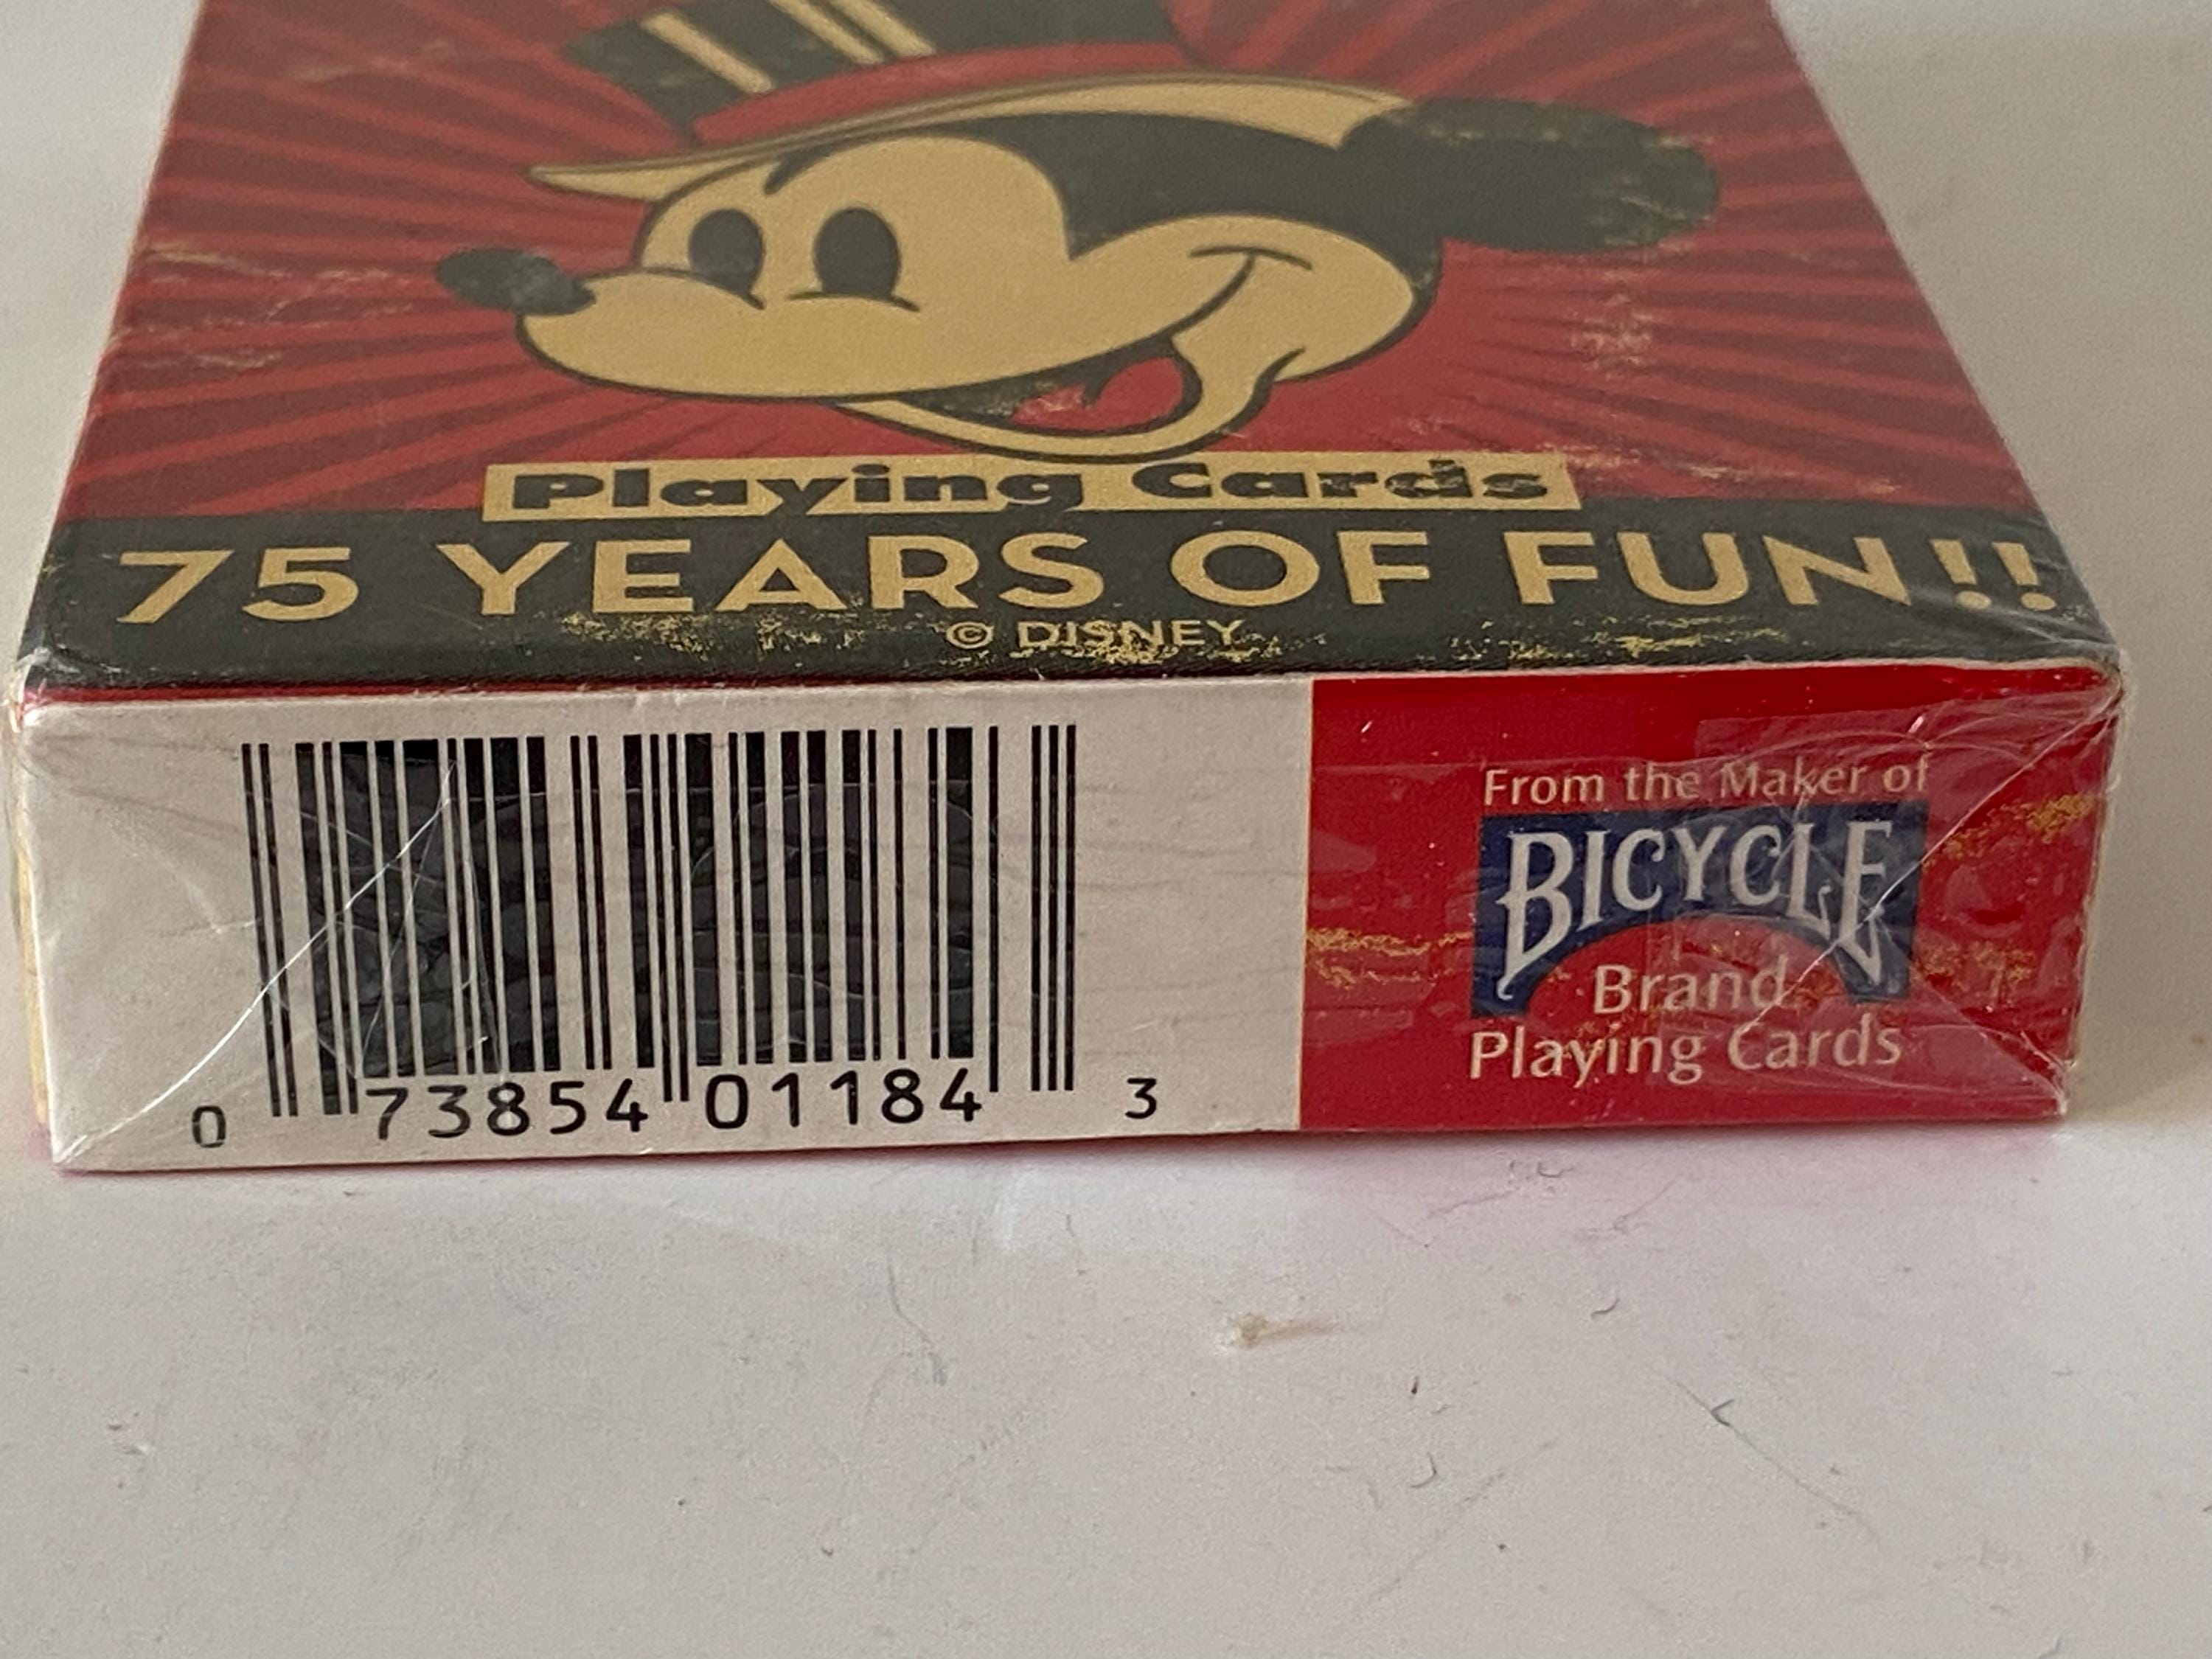 Playing Cards
75 YEARS OF FUN!!
© DISNEY
0 73854 01184 3
From the Maker of
BICYCLE
Brand
Playing Cards